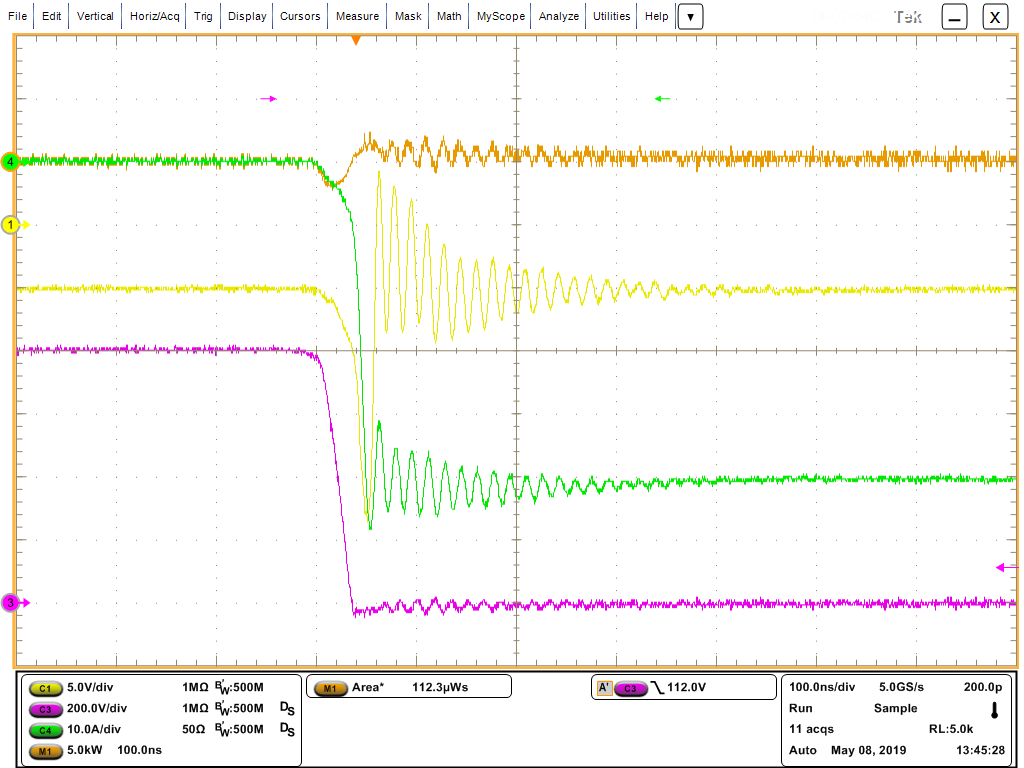 File Edit Vertical Horiz/Acq Trig Display Cursors Measure Mask Math MyScope Analyze Utilities Help ▼ Tek – X
4
1
3
C1 5.0V/div 1MΩ B'W:500M
C3 200.0V/div 1MΩ B'W:500M DS
C4 10.0A/div 50Ω B'W:500M DS
M1 5.0kW 100.0ns
M1 Area* 112.3µWs
A' C3 112.0V
100.0ns/div 5.0GS/s 200.0p
Run Sample
11 acqs RL:5.0k
Auto May 08, 2019 13:45:28